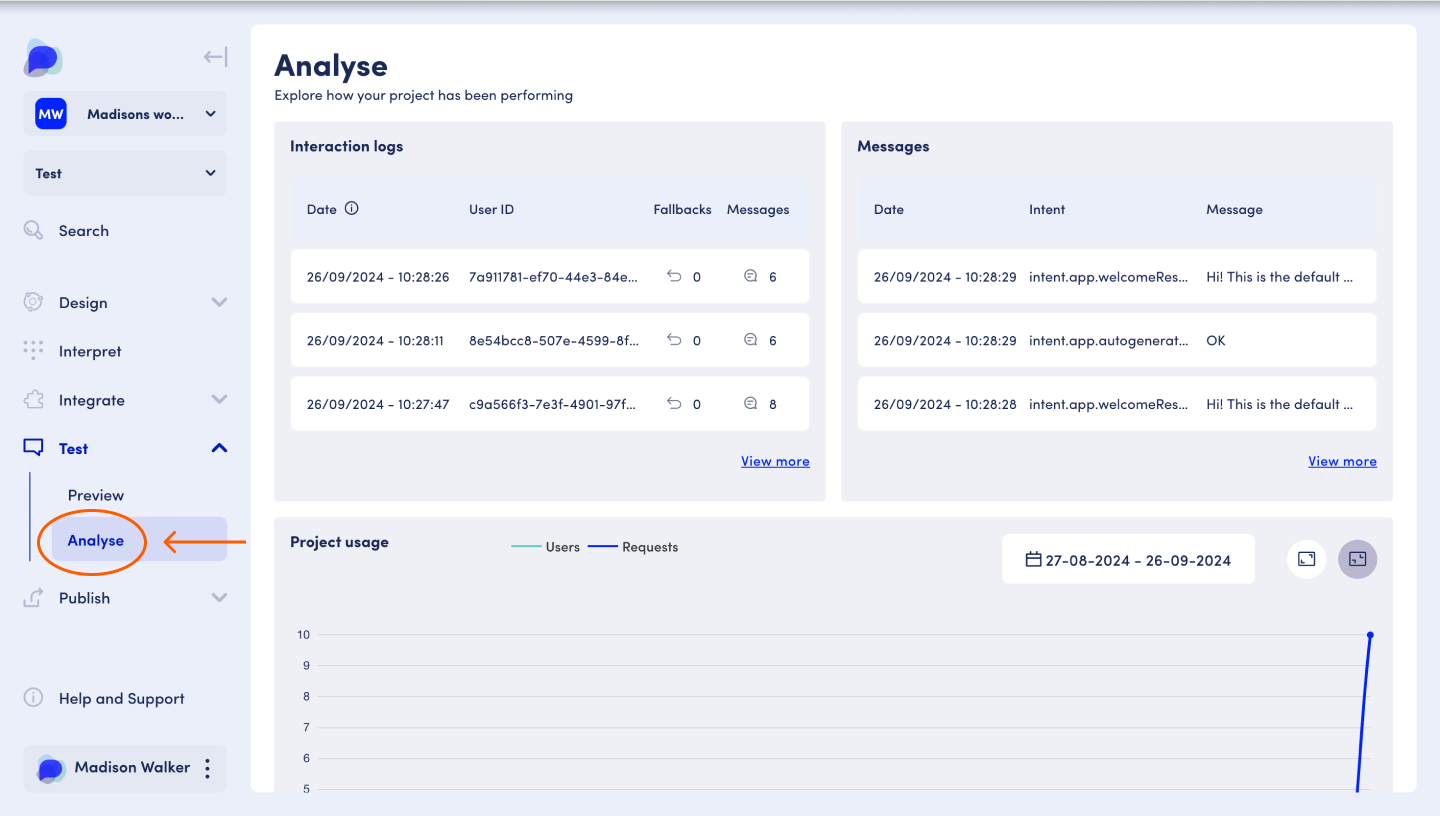 MW Madisons wo...
Test
Search
Design
Interpret
Integrate
Test
Preview
Analyse
Publish
Help and Support
Madison Walker
Analyse
Explore how your project has been performing
Interaction logs
Date User ID Fallbacks Messages
26/09/2024 - 10:28:26 7a911781-ef70-44e3-84e... 0 6
26/09/2024 - 10:28:11 8e54bcc8-507e-4599-8f... 0 6
26/09/2024 - 10:27:47 c9a566f3-7e3f-4901-97f... 0 8
View more
Messages
Date Intent Message
26/09/2024 - 10:28:29 intent.app.welcomeRes... Hi! This is the default ...
26/09/2024 - 10:28:29 intent.app.autogenerat... OK
26/09/2024 - 10:28:28 intent.app.welcomeRes... Hi! This is the default ...
View more
Project usage
Users Requests
27-08-2024 - 26-09-2024
10
9
8
7
6
5